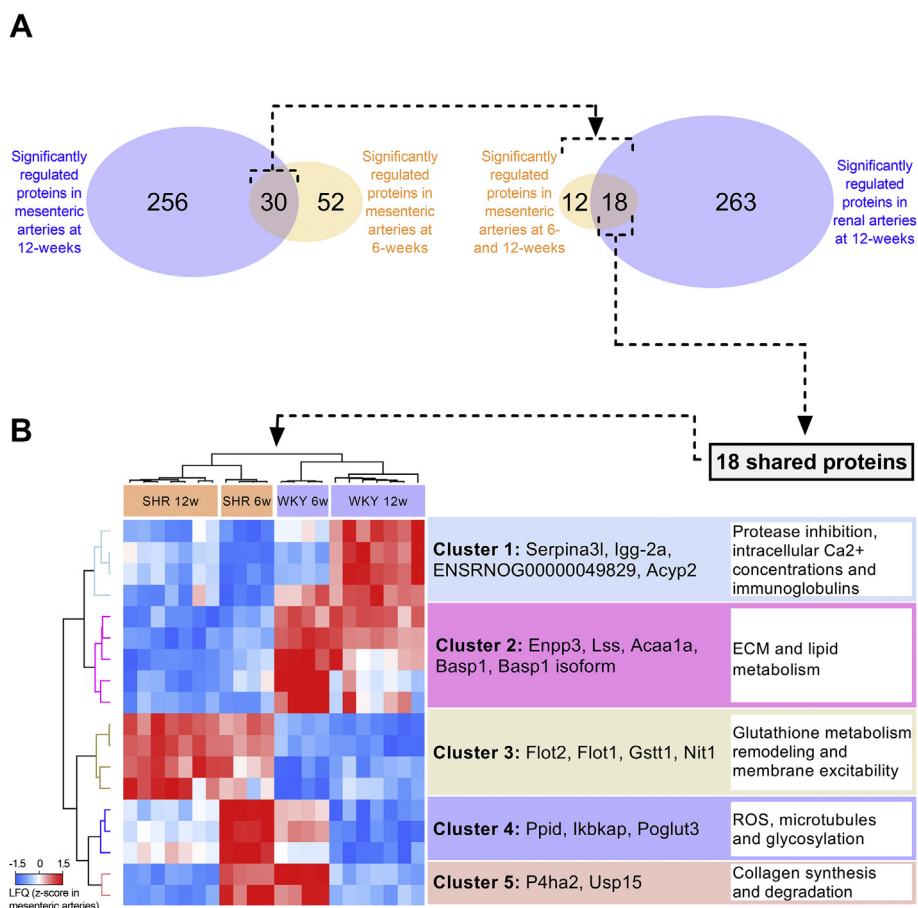 A
Significantly
regulated
proteins in
mesenteric
arteries at
12-weeks
256
30
52
Significantly
regulated
proteins in
mesenteric
arteries at
6-weeks
Significantly
regulated
proteins in
mesenteric
arteries at 6-
and 12-weeks
12
18
263
Significantly
regulated
proteins in
renal arteries
at 12-weeks
B
18 shared proteins
SHR 12w
SHR 6w
WKY 6w
WKY 12w
Cluster 1: Serpina3l, Igg-2a,
ENSRNOG00000049829, Acyp2
Protease inhibition,
intracellular Ca2+
concentrations and
immunoglobulins
Cluster 2: Enpp3, Lss, Acaa1a,
Basp1, Basp1 isoform
ECM and lipid
metabolism
Cluster 3: Flot2, Flot1, Gstt1, Nit1
Glutathione metabolism
remodeling and
membrane excitability
Cluster 4: Ppid, Ikbkap, Poglut3
ROS, microtubules
and glycosylation
Cluster 5: P4ha2, Usp15
Collagen synthesis
and degradation
-1.5 0 1.5
LFQ (z-score in
mesenteric arteries)